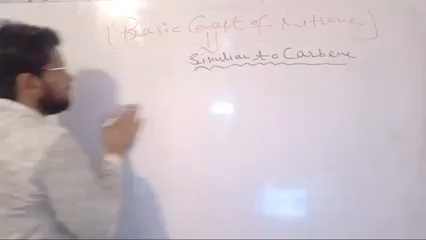 (Basic Concept of nitrene)
Similar to Carbene